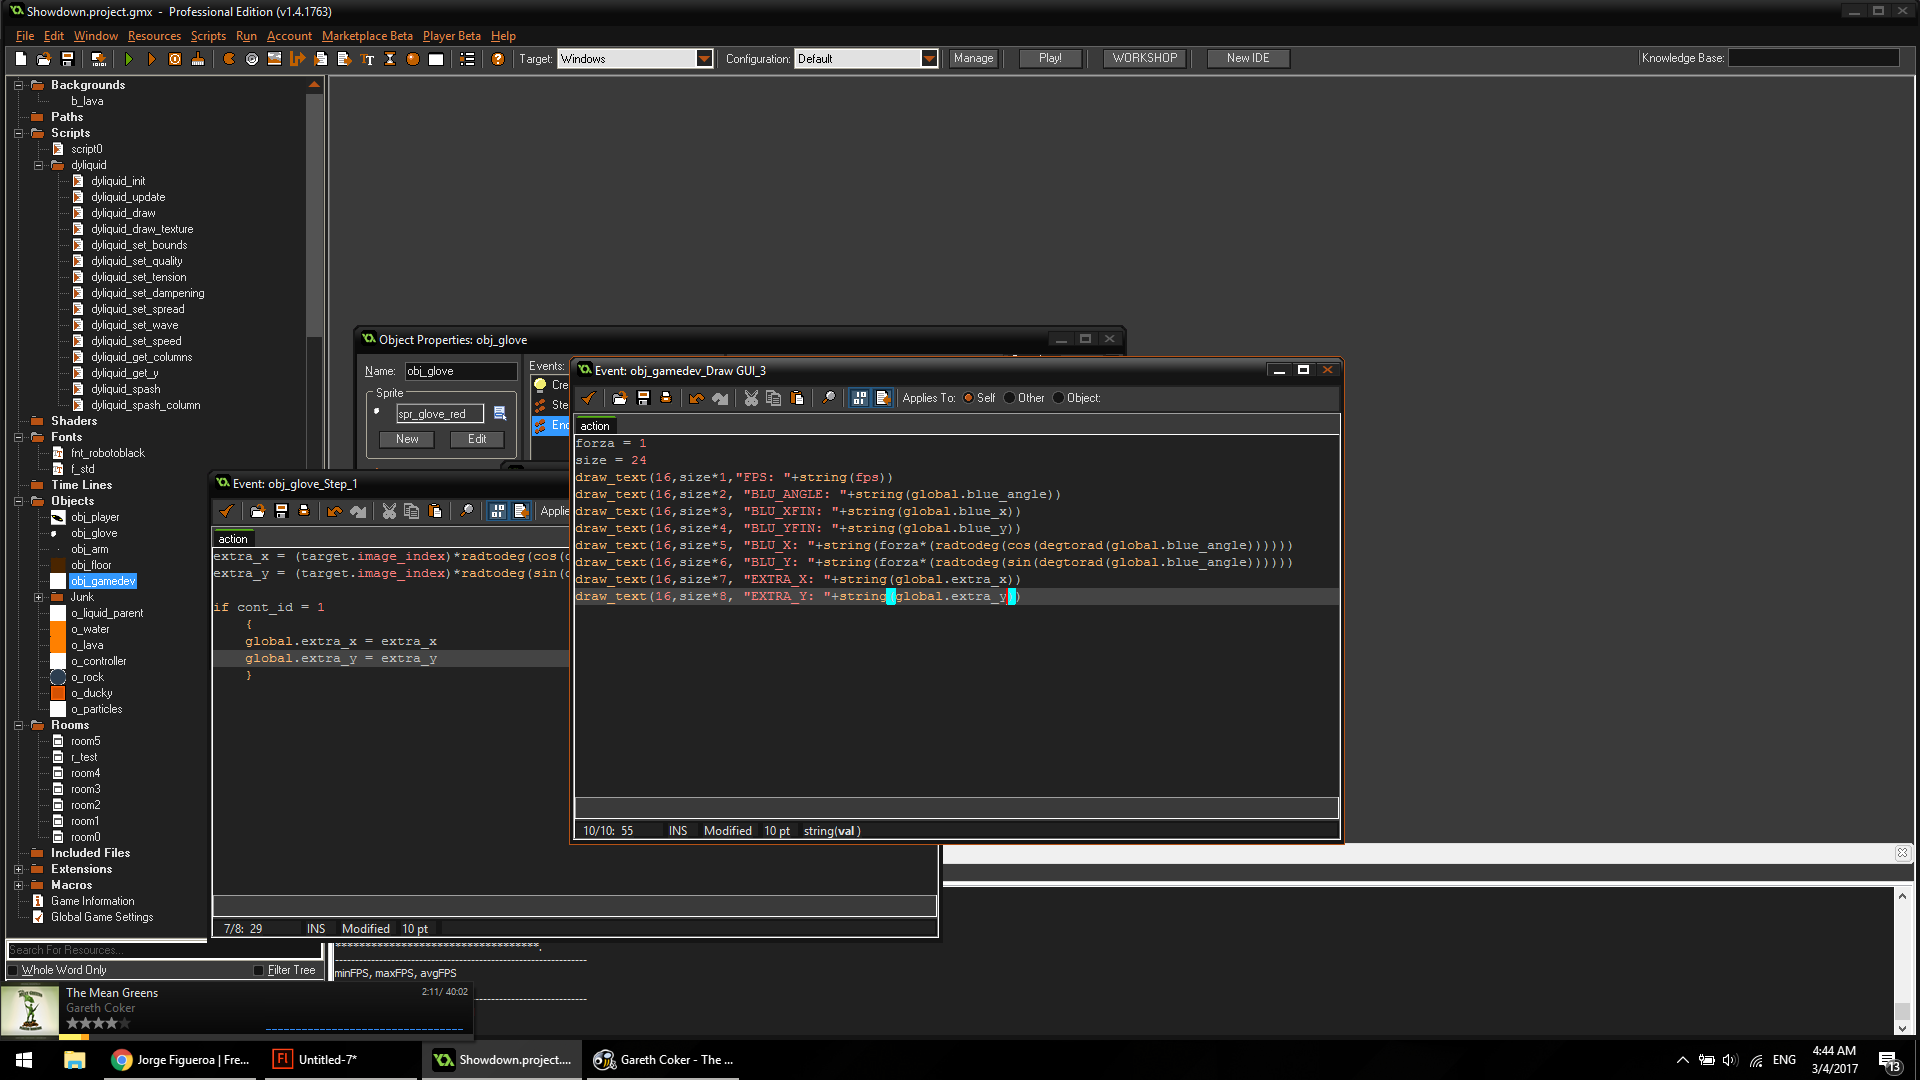 Showdown.project.gmx - Professional Edition (v1.4.1763)
File Edit Window Resources Scripts Run Account Marketplace Beta Player Beta Help
Target: Windows Configuration: Default Manage Play! WORKSHOP New IDE Knowledge Base:
Backgrounds
b_lava
Paths
Scripts
script0
dyliquid
dyliquid_init
dyliquid_update
dyliquid_draw
dyliquid_draw_texture
dyliquid_set_bounds
dyliquid_set_quality
dyliquid_set_tension
dyliquid_set_dampening
dyliquid_set_spread
dyliquid_set_wave
dyliquid_set_speed
dyliquid_get_columns
dyliquid_get_y
dyliquid_spash
dyliquid_spash_column
Shaders
Fonts
fnt_robotoblack
f_std
Time Lines
Objects
obj_player
obj_glove
obj_arm
obj_floor
obj_gamedev
Junk
o_liquid_parent
o_water
o_lava
o_controller
o_rock
o_ducky
o_particles
Rooms
room5
r_test
room4
room3
room2
room1
room0
Included Files
Extensions
Macros
Game Information
Global Game Settings
Search For Resources...
Whole Word Only Filter Tree
Object Properties: obj_glove
Name: obj_glove
Sprite
spr_glove_red
New Edit
Events:
Cre
Ste
Enc
Event: obj_glove_Step_1
Applie
action
extra_x = (target.image_index)*radtodeg(cos(d
extra_y = (target.image_index)*radtodeg(sin(d
if cont_id = 1
{
global.extra_x = extra_x
global.extra_y = extra_y
}
7/8: 29 INS Modified 10 pt
Event: obj_gamedev_Draw GUI_3
Applies To: Self Other Object:
action
forza = 1
size = 24
draw_text(16,size*1,"FPS: "+string(fps))
draw_text(16,size*2, "BLU_ANGLE: "+string(global.blue_angle))
draw_text(16,size*3, "BLU_XFIN: "+string(global.blue_x))
draw_text(16,size*4, "BLU_YFIN: "+string(global.blue_y))
draw_text(16,size*5, "BLU_X: "+string(forza*(radtodeg(cos(degtorad(global.blue_angle))))))
draw_text(16,size*6, "BLU_Y: "+string(forza*(radtodeg(sin(degtorad(global.blue_angle))))))
draw_text(16,size*7, "EXTRA_X: "+string(global.extra_x))
draw_text(16,size*8, "EXTRA_Y: "+string(global.extra_y))
10/10: 55 INS Modified 10 pt string(val )
minFPS, maxFPS, avgFPS
The Mean Greens 2:11/ 40:02
Gareth Coker
Jorge Figueroa | Fre... Untitled-7* Showdown.project.... Gareth Coker - The ... ENG 4:44 AM
3/4/2017 13